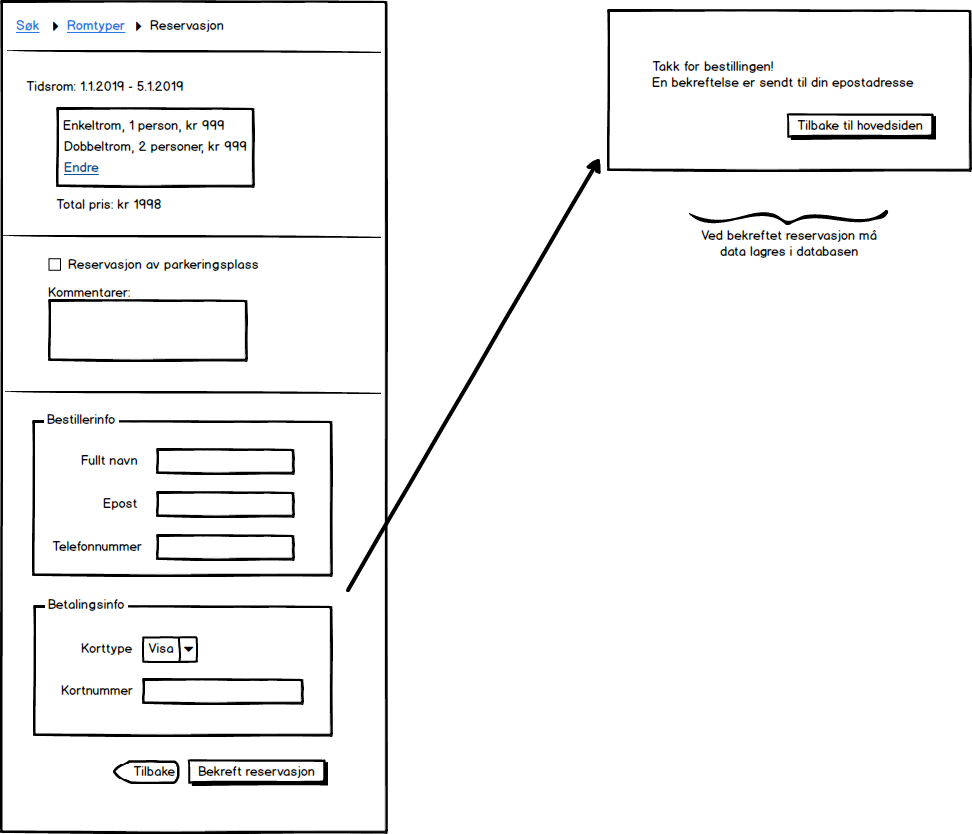 Søk Romtyper Reservasjon
Tidsrom: 1.1.2019 - 5.1.2019
Enkeltrom, 1 person, kr 999
Dobbeltrom, 2 personer, kr 999
Endre
Total pris: kr 1998
Reservasjon av parkeringsplass
Kommentarer:
Bestillerinfo
Fullt navn
Epost
Telefonnummer
Betalingsinfo
Korttype Visa
Kortnummer
Tilbake Bekreft reservasjon
Takk for bestillingen!
En bekreftelse er sendt til din epostadresse
Tilbake til hovedsiden
Ved bekreftet reservasjon må
data lagres i databasen